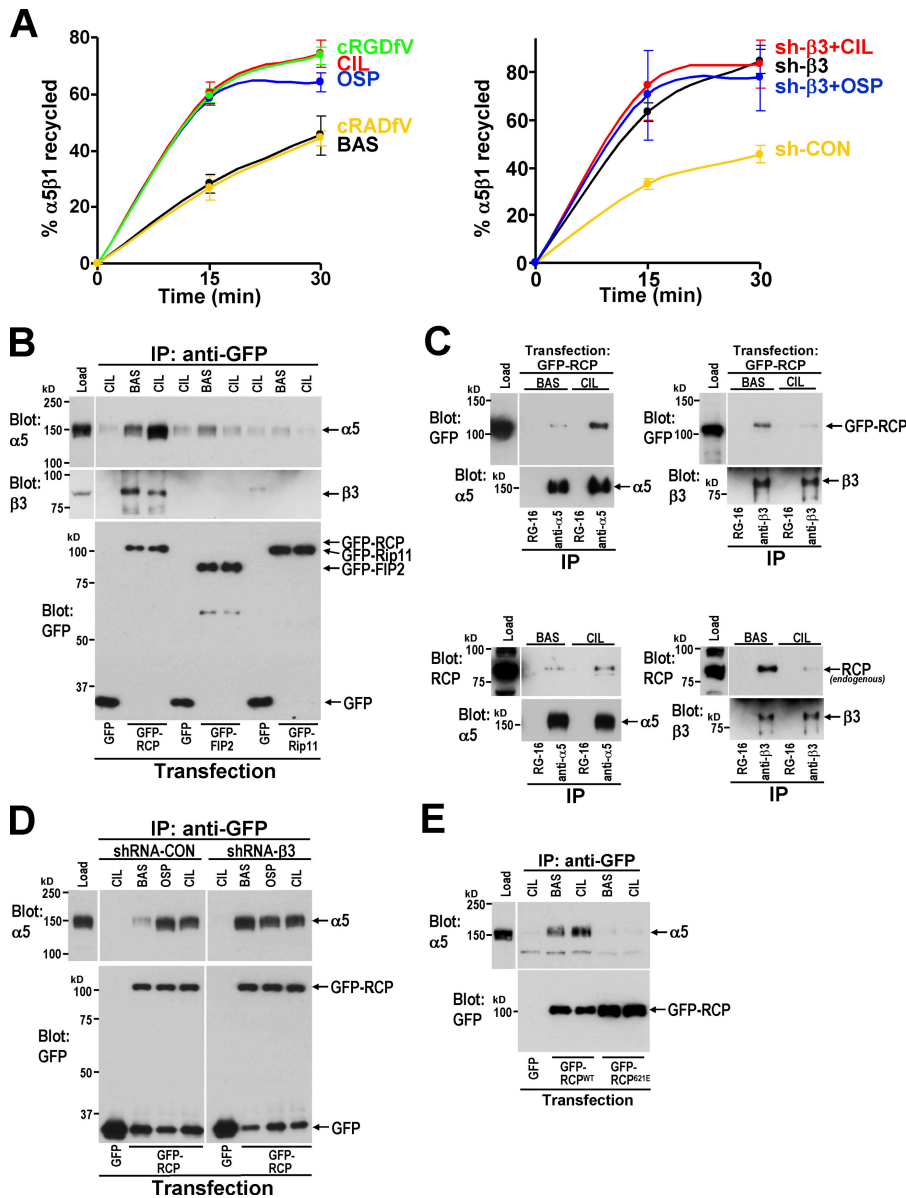 A
% α5β1 recycled
80
60
40
20
0
0
15
30
Time (min)
cRGDfV
CIL
OSP
cRADfV
BAS
% α5β1 recycled
80
60
40
20
0
0
15
30
Time (min)
sh-β3+CIL
sh-β3
sh-β3+OSP
sh-CON
B
IP: anti-GFP
kD
Load
CIL
BAS
CIL
CIL
BAS
CIL
CIL
BAS
CIL
Blot: α5
250
150
100
α5
Blot: β3
100
75
β3
kD
100
75
50
37
Blot: GFP
GFP-RCP
GFP-Rip11
GFP-FIP2
GFP
GFP
GFP-RCP
GFP
GFP-FIP2
GFP
GFP-Rip11
Transfection
C
Transfection: GFP-RCP
kD
Load
BAS
CIL
Blot: GFP
150
100
Blot: α5
150
α5
RG-16
anti-α5
RG-16
anti-α5
IP
Transfection: GFP-RCP
kD
Load
BAS
CIL
Blot: GFP
150
100
GFP-RCP
Blot: β3
kD
75
β3
RG-16
anti-β3
RG-16
anti-β3
IP
kD
Load
BAS
CIL
Blot: RCP
100
75
Blot: α5
kD
150
α5
RG-16
anti-α5
RG-16
anti-α5
IP
kD
Load
BAS
CIL
Blot: RCP
100
75
RCP
(endogenous)
Blot: β3
kD
75
β3
RG-16
anti-β3
RG-16
anti-β3
IP
D
IP: anti-GFP
shRNA-CON
shRNA-β3
kD
Load
CIL
BAS
OSP
CIL
CIL
BAS
OSP
CIL
Blot: α5
250
150
100
α5
kD
100
75
50
37
Blot: GFP
GFP-RCP
GFP
GFP
GFP-RCP
GFP
GFP-RCP
Transfection
E
IP: anti-GFP
kD
Load
CIL
BAS
CIL
BAS
CIL
Blot: α5
250
150
100
α5
Blot: GFP
kD
100
GFP-RCP
GFP
GFP-RCPWT
GFP-RCP621E
Transfection